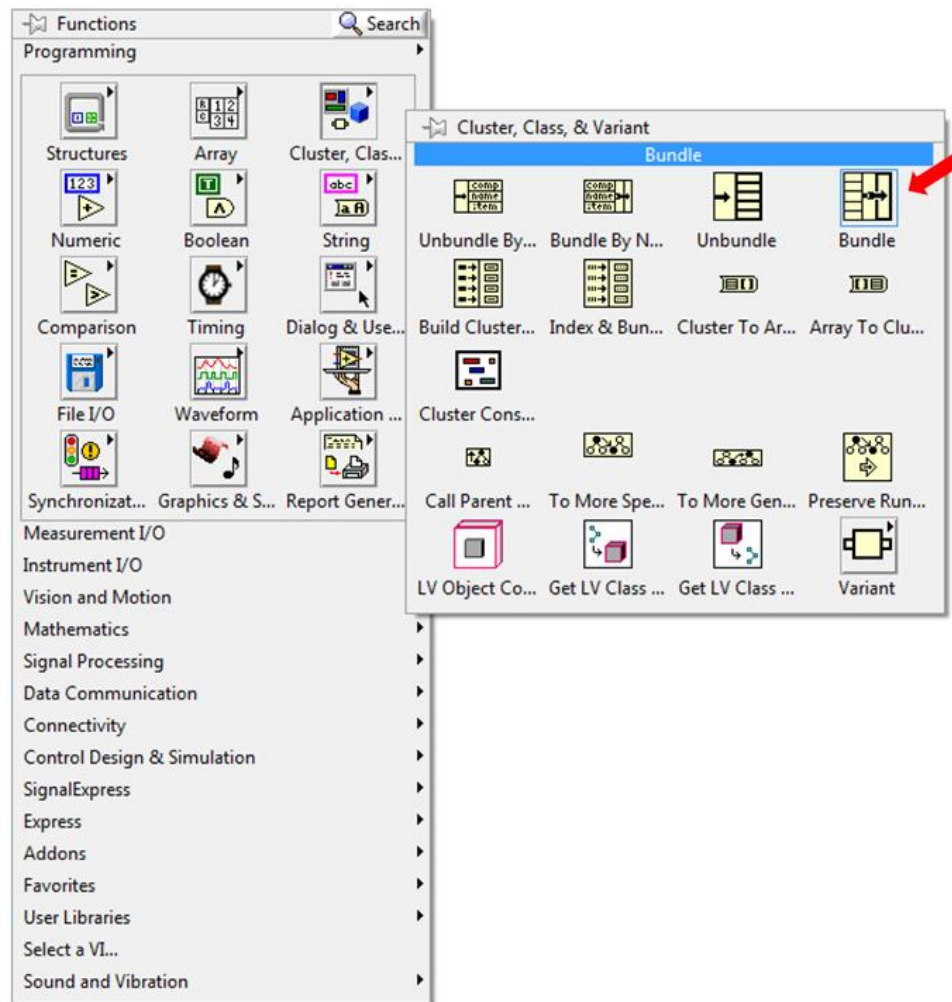 Functions
Search
Programming
Structures
Array
Cluster, Clas...
Numeric
Boolean
String
Comparison
Timing
Dialog & Use...
File I/O
Waveform
Application ...
Synchronizat...
Graphics & S...
Report Gener...
Measurement I/O
Instrument I/O
Vision and Motion
Mathematics
Signal Processing
Data Communication
Connectivity
Control Design & Simulation
SignalExpress
Express
Addons
Favorites
User Libraries
Select a VI...
Sound and Vibration
Cluster, Class, & Variant
Bundle
Unbundle By...
Bundle By N...
Unbundle
Bundle
Build Cluster...
Index & Bun...
Cluster To Ar...
Array To Clu...
Cluster Cons...
Call Parent ...
To More Spe...
To More Gen...
Preserve Run...
LV Object Co...
Get LV Class ...
Get LV Class ...
Variant